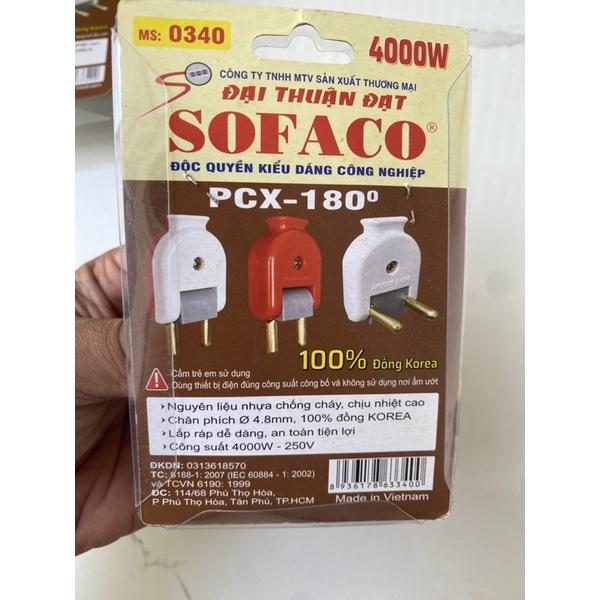 MS: 0340
4000W
CÔNG TY TNHH MTV SẢN XUẤT THƯƠNG MẠI
ĐẠI THUẬN ĐẠT
SOFACO®
ĐỘC QUYỀN KIỂU DÁNG CÔNG NGHIỆP
PCX-180⁰
100% Đồng Korea
-Cấm trẻ em sử dụng
-Dùng thiết bị điện đúng công suất công bố và không sử dụng nơi ẩm ướt
Nguyên liệu nhựa chống cháy, chịu nhiệt cao
Chân phích Ø 4.8mm, 100% đồng KOREA
Lắp ráp dễ dàng, an toàn tiện lợi
Công suất 4000W - 250V
ĐKDN: 0313618570
TC: 6188-1: 2007 (IEC 60884 - 1: 2002)
và TCVN 6190: 1999
ĐC: 114/68 Phú Thọ Hòa,
P Phú Thọ Hòa, Tân Phú, TP.HCM
8 936178 633400
Made in Vietnam